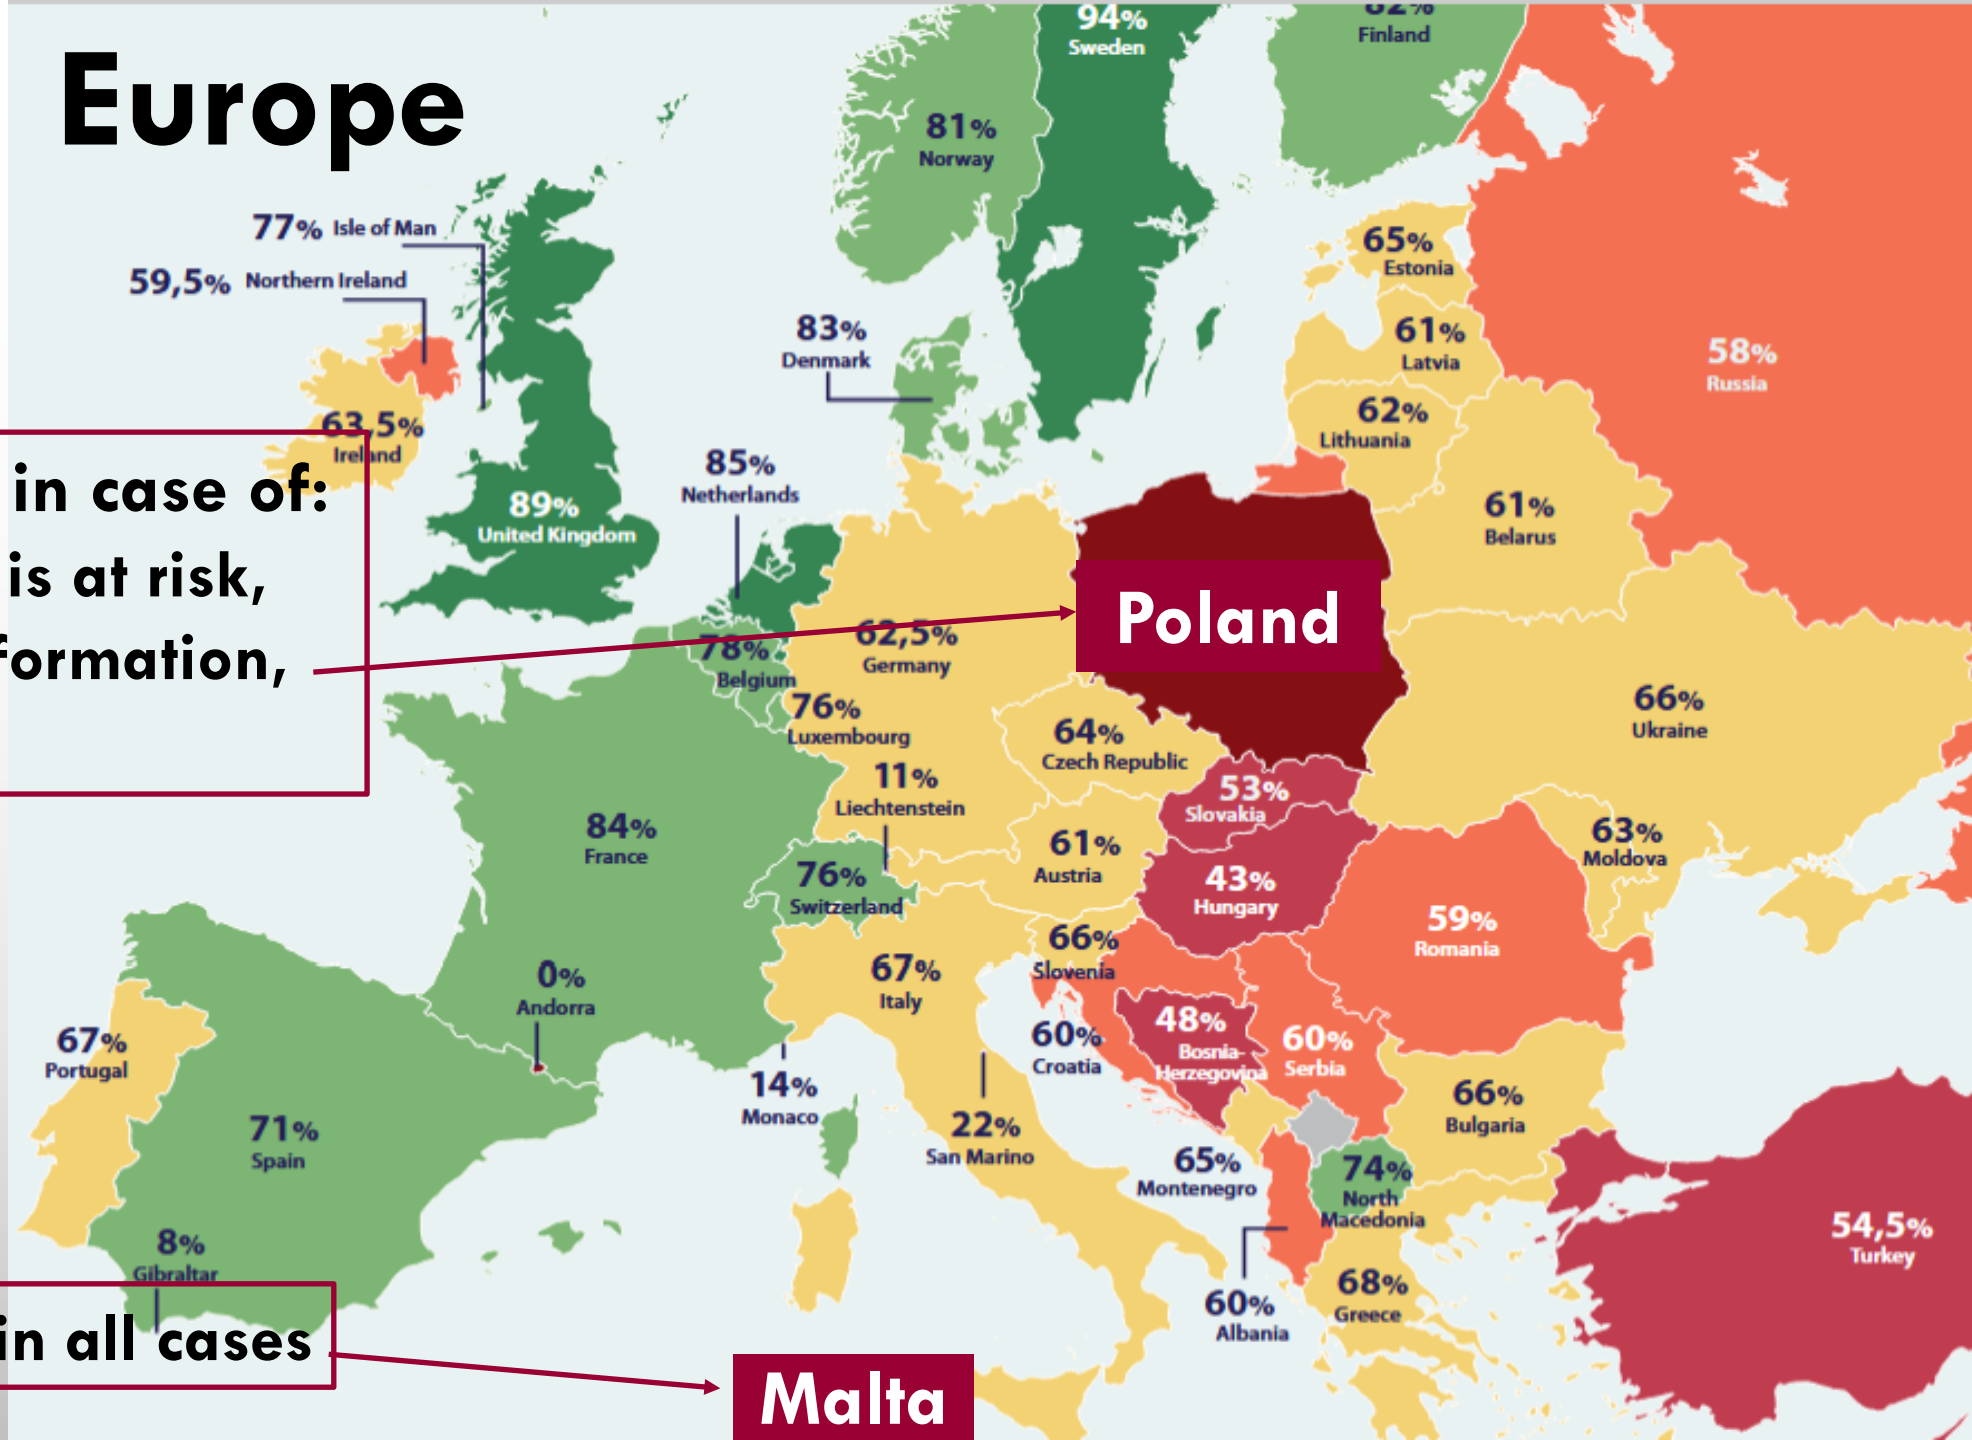 Europe
94%
Sweden
82%
Finland
81%
Norway
77% Isle of Man
59,5% Northern Ireland
65%
Estonia
83%
Denmark
61%
Latvia
58%
Russia
63,5%
Ireland
62%
Lithuania
85%
Netherlands
in case of:
is at risk,
formation,
89%
United Kingdom
61%
Belarus
Poland
62,5%
Germany
78%
Belgium
76%
Luxembourg
66%
Ukraine
64%
Czech Republic
11%
Liechtenstein
53%
Slovakia
84%
France
61%
Austria
63%
Moldova
76%
Switzerland
43%
Hungary
59%
Romania
66%
Slovenia
67%
Italy
0%
Andorra
67%
Portugal
60%
Croatia
48%
Bosnia-
Herzegovina
60%
Serbia
14%
Monaco
22%
San Marino
66%
Bulgaria
71%
Spain
65%
Montenegro
74%
North
Macedonia
54,5%
Turkey
8%
Gibraltar
60%
Albania
68%
Greece
in all cases
Malta